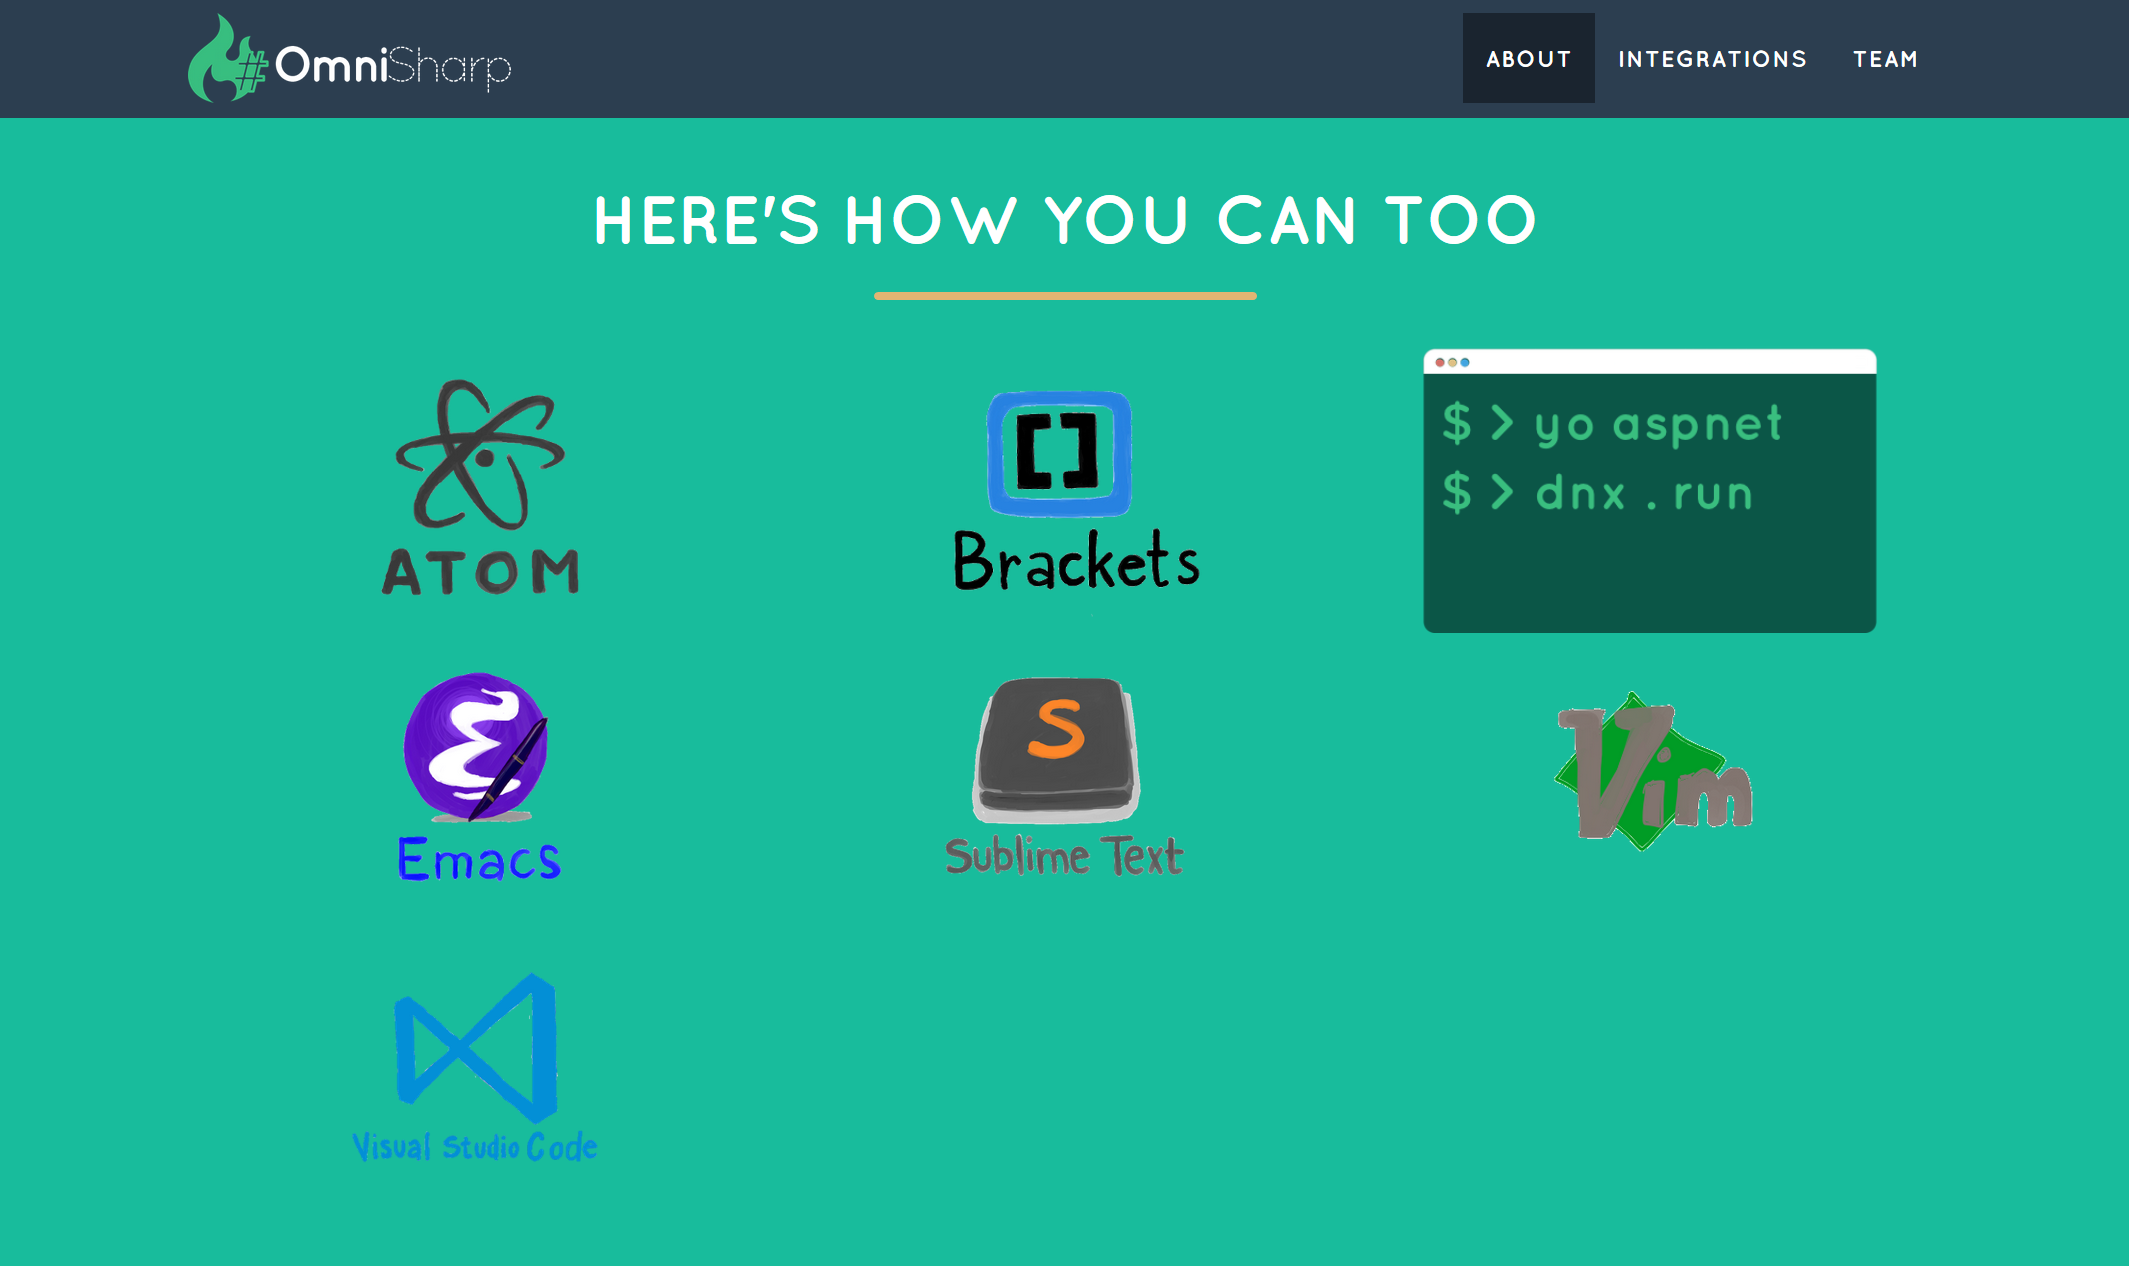 OmniSharp
ABOUT INTEGRATIONS TEAM
HERE'S HOW YOU CAN TOO
ATOM
Brackets
$ > yo aspnet
$ > dnx . run
Emacs
S
Sublime Text
Vim
Visual Studio Code